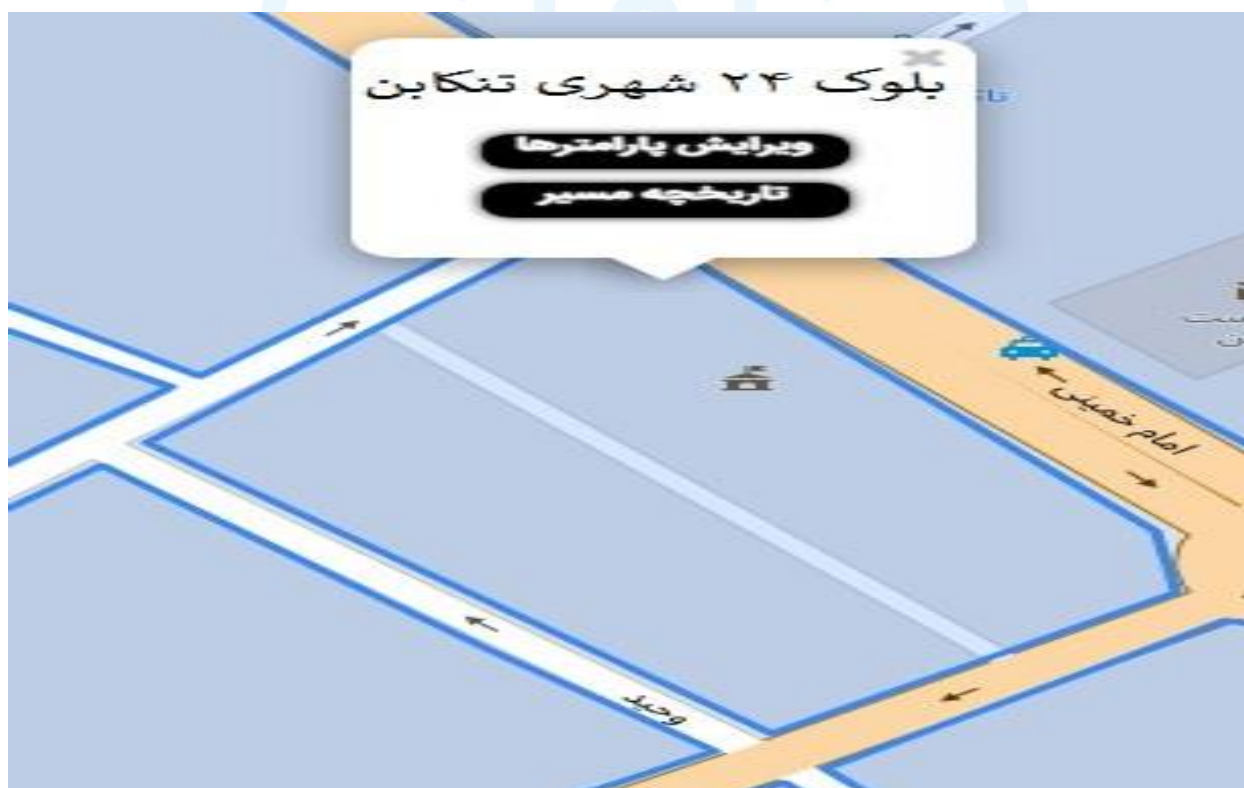 بلوک ۲۴ شهری تنکابن
ویرایش پارامترها
تاریخچه مسیر
امام خمینی
وحید